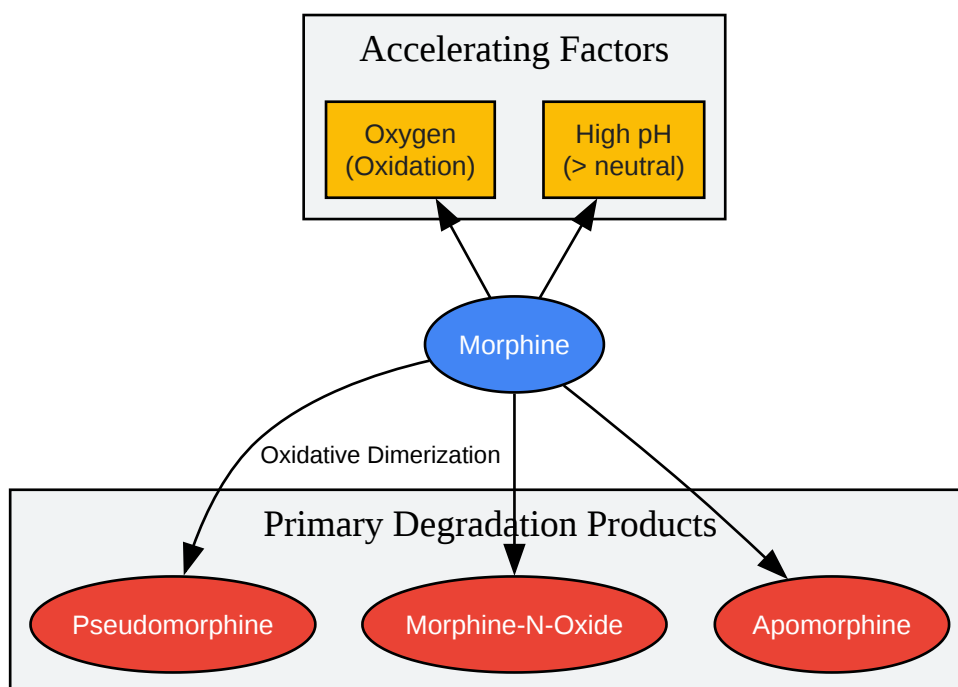 Accelerating Factors
Oxygen
(Oxidation)
High pH
(> neutral)
Morphine
Oxidative Dimerization
Primary Degradation Products
Pseudomorphine
Morphine-N-Oxide
Apomorphine